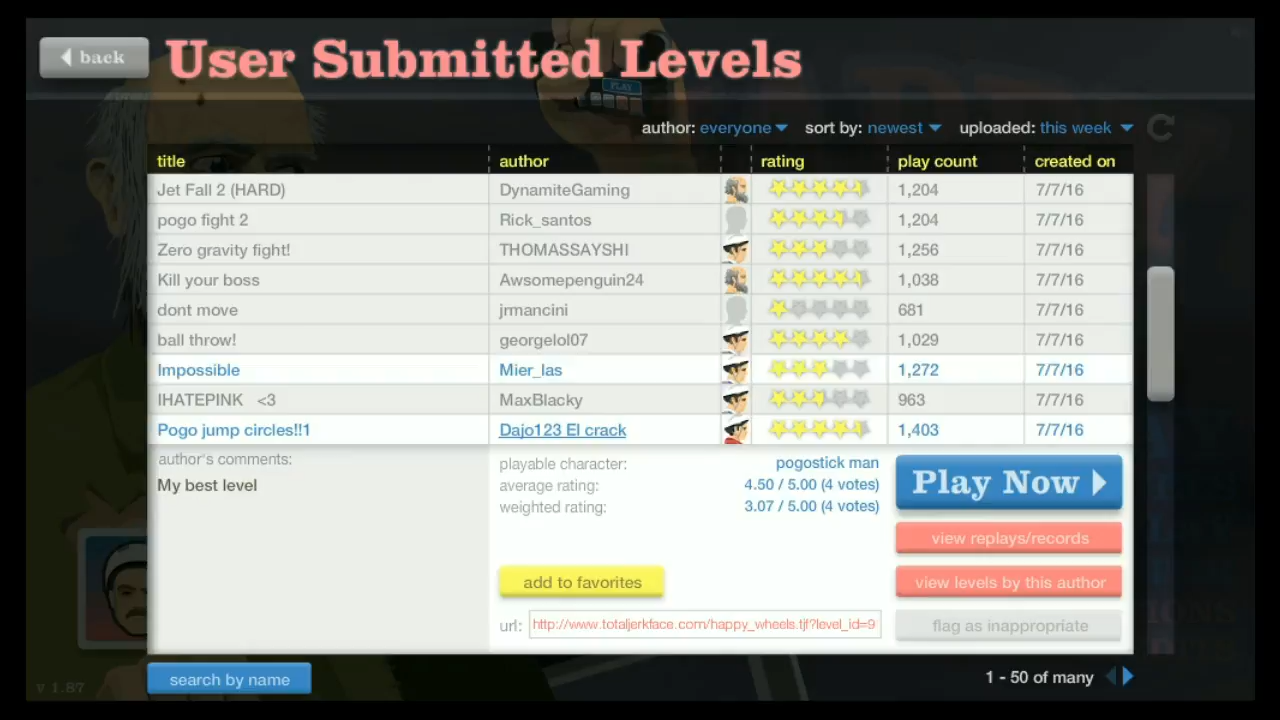 back
User Submitted Levels
PLAY
author: everyone sort by: newest uploaded: this week
title author rating play count created on
Jet Fall 2 (HARD) DynamiteGaming 1,204 7/7/16
pogo fight 2 Rick_santos 1,204 7/7/16
Zero gravity fight! THOMASSAYSHI 1,256 7/7/16
Kill your boss Awsomepenguin24 1,038 7/7/16
dont move jrmancini 681 7/7/16
ball throw! georgelol07 1,029 7/7/16
Impossible Mier_las 1,272 7/7/16
IHATEPINK <3 MaxBlacky 963 7/7/16
Pogo jump circles!!1 Dajo123 El crack 1,403 7/7/16
author's comments:
My best level
playable character: pogostick man
average rating: 4.50 / 5.00 (4 votes)
weighted rating: 3.07 / 5.00 (4 votes)
Play Now
view replays/records
add to favorites
view levels by this author
url: http://www.totaljerkface.com/happy_wheels.tjf?level_id=9
flag as inappropriate
v 1.87
search by name
1 - 50 of many